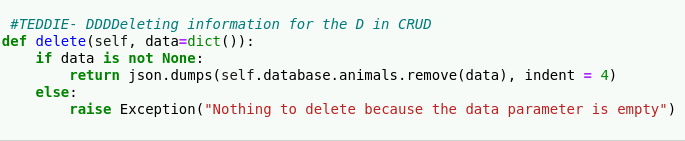 #TEDDIE- DDDDeleting information for the D in CRUD
def delete(self, data=dict()):
    if data is not None:
        return json.dumps(self.database.animals.remove(data), indent = 4)
    else:
        raise Exception("Nothing to delete because the data parameter is empty")